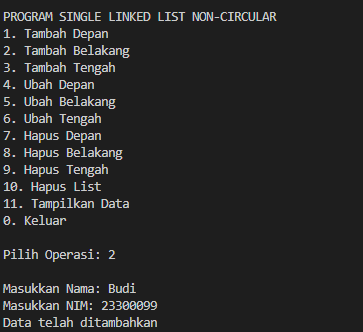 PROGRAM SINGLE LINKED LIST NON-CIRCULAR
1. Tambah Depan
2. Tambah Belakang
3. Tambah Tengah
4. Ubah Depan
5. Ubah Belakang
6. Ubah Tengah
7. Hapus Depan
8. Hapus Belakang
9. Hapus Tengah
10. Hapus List
11. Tampilkan Data
0. Keluar
Pilih Operasi: 2
Masukkan Nama: Budi
Masukkan NIM: 23300099
Data telah ditambahkan